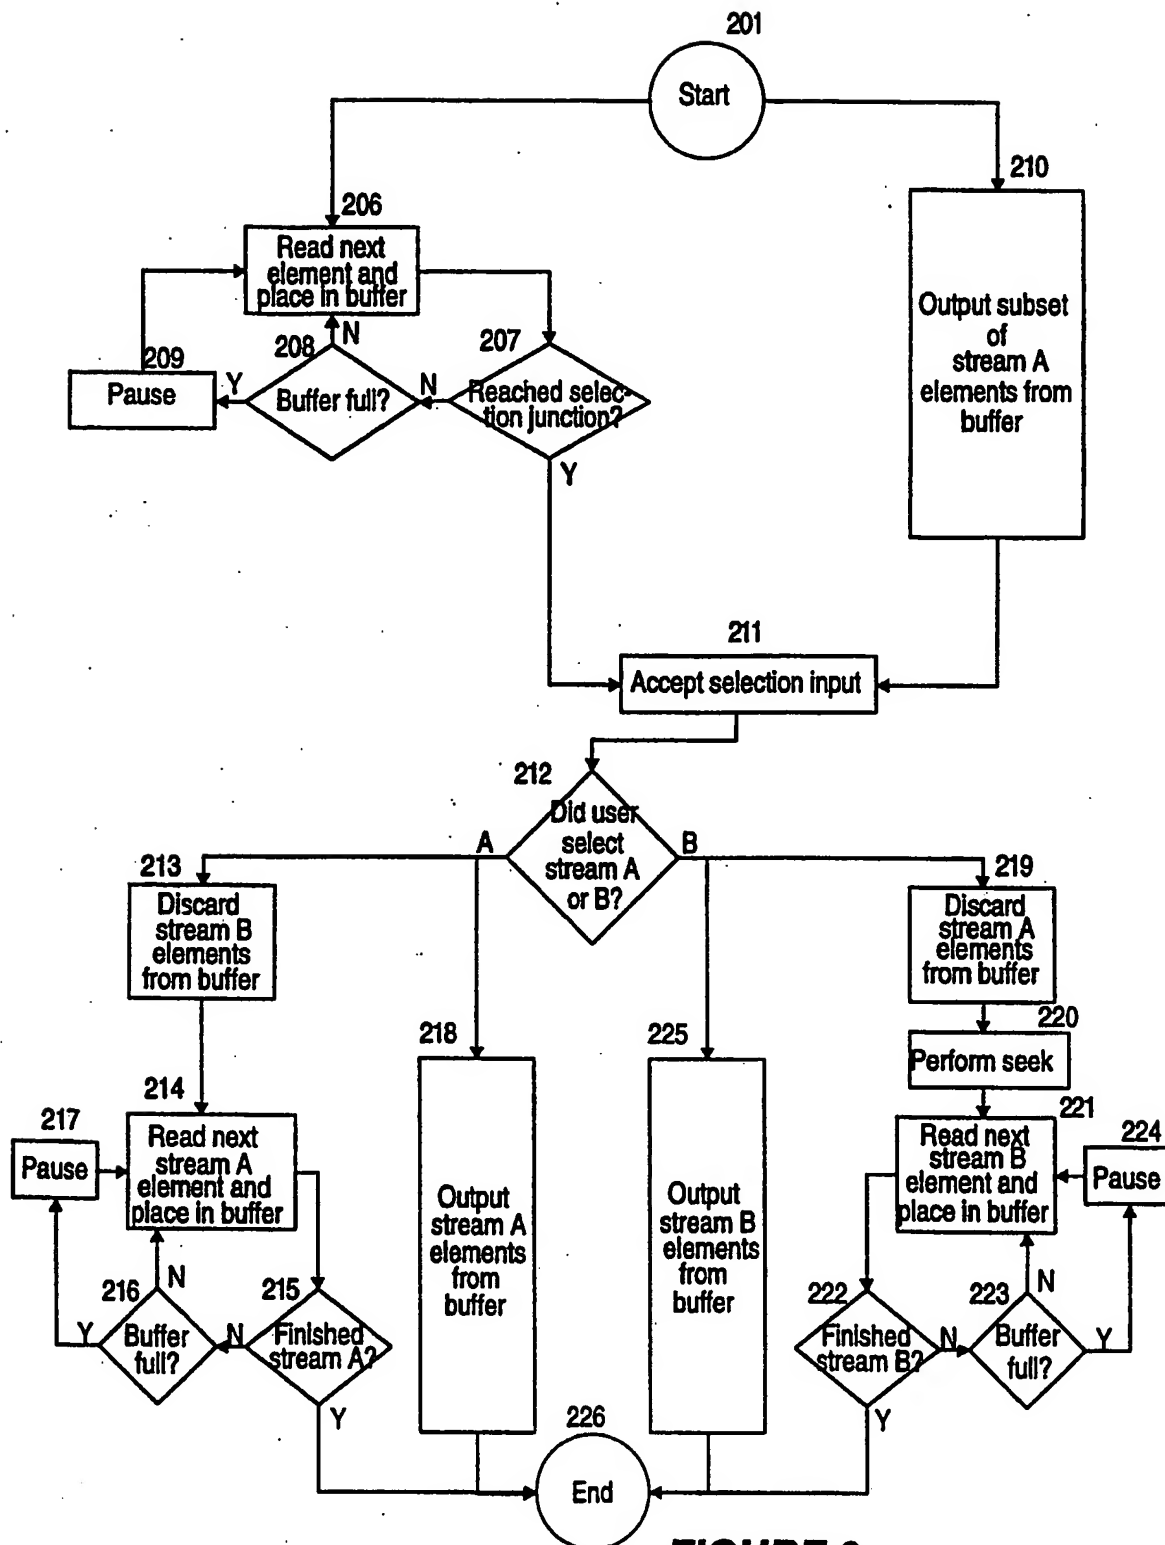 201
Start
206
Read next
element and
place in buffer
210
Output subset
of
stream A
elements from
buffer
N
208
Buffer full?
209
Pause
Y
N
207
Reached selec-
tion junction?
Y
211
Accept selection input
212
Did user
select
stream A
or B?
A
B
213
Discard
stream B
elements
from buffer
219
Discard
stream A
elements
from buffer
218
Output
stream A
elements
from
buffer
225
Output
stream B
elements
from
buffer
220
Perform seek
214
Read next
stream A
element and
place in buffer
217
Pause
221
Read next
stream B
element and
place in buffer
224
Pause
N
216
Buffer
full?
Y
N
215
Finished
stream A?
Y
222
Finished
stream B?
N
223
Buffer
full?
N
Y
Y
226
End